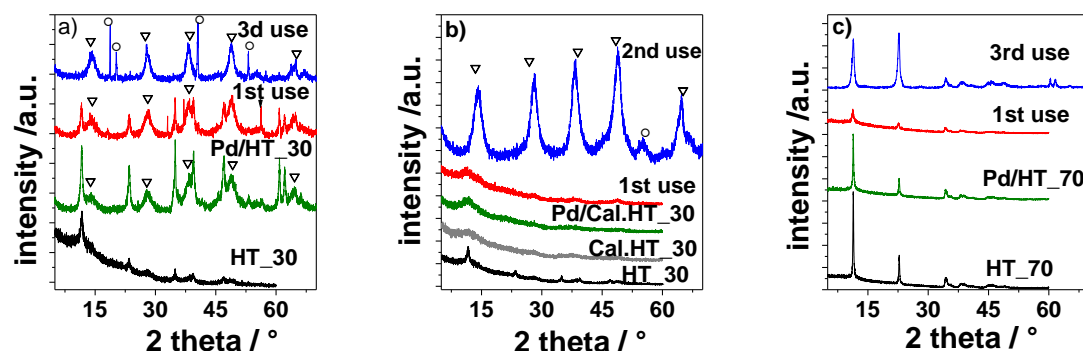 a)
3d use
1st use
Pd/HT_30
HT_30
intensity /a.u.
15 30 45 60
2 theta / °
b)
2nd use
1st use
Pd/Cal.HT_30
Cal.HT_30
HT_30
intensity /a.u.
15 30 45 60
2 theta / °
c)
3rd use
1st use
Pd/HT_70
HT_70
intensity /a.u.
15 30 45 60
2 theta / °